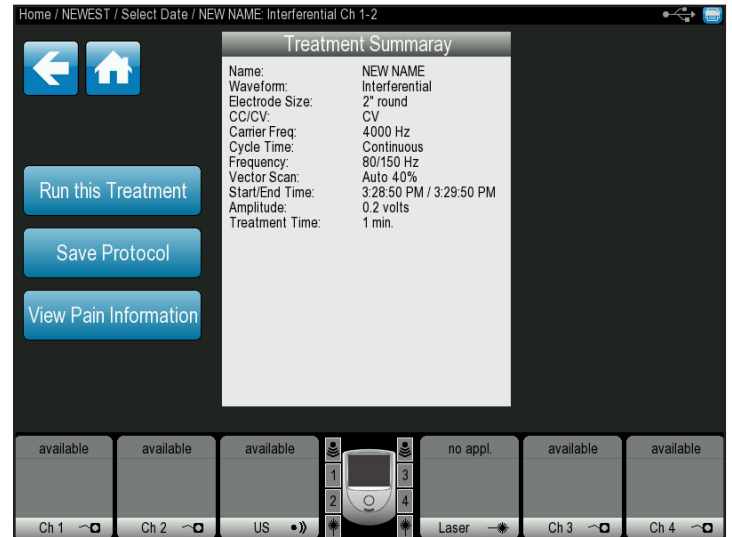 Home / NEWEST / Select Date / NEW NAME: Interferential Ch 1-2
Treatment Summaray
Name: NEW NAME
Waveform: Interferential
Electrode Size: 2" round
CC/CV: CV
Carrier Freq: 4000 Hz
Cycle Time: Continuous
Frequency: 80/150 Hz
Vector Scan: Auto 40%
Start/End Time: 3:28:50 PM / 3:29:50 PM
Amplitude: 0.2 volts
Treatment Time: 1 min.
Run this Treatment
Save Protocol
View Pain Information
available available available no appl. available available
1 3
2 4
Ch 1 Ch 2 US Laser Ch 3 Ch 4